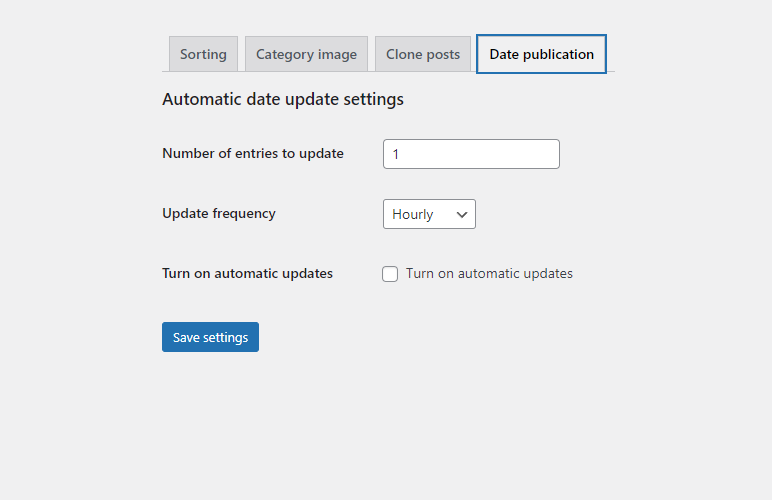 Sorting Category image Clone posts Date publication
Automatic date update settings
Number of entries to update 1
Update frequency Hourly
Turn on automatic updates Turn on automatic updates
Save settings